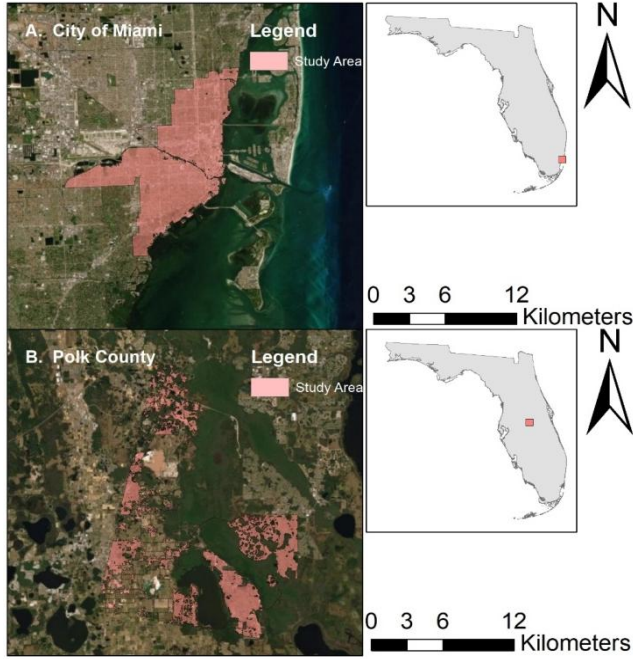 A. City of Miami
Legend
Study Area
N
0 3 6 12
Kilometers
B. Polk County
Legend
Study Area
N
0 3 6 12
Kilometers